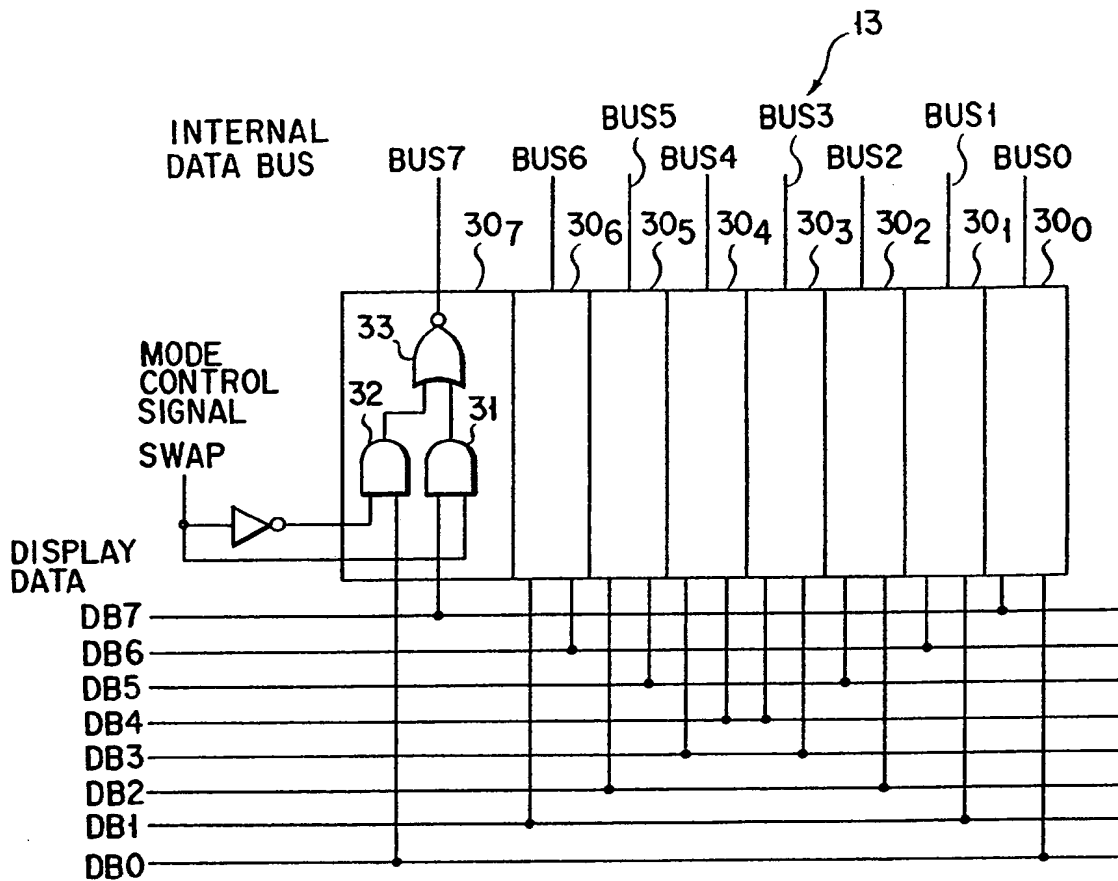 13
INTERNAL
DATA BUS
BUS7
BUS6
BUS5
BUS4
BUS3
BUS2
BUS1
BUS0
30₇
30₆
30₅
30₄
30₃
30₂
30₁
30₀
33
MODE
CONTROL
SIGNAL
32
31
SWAP
DISPLAY
DATA
DB7
DB6
DB5
DB4
DB3
DB2
DB1
DB0